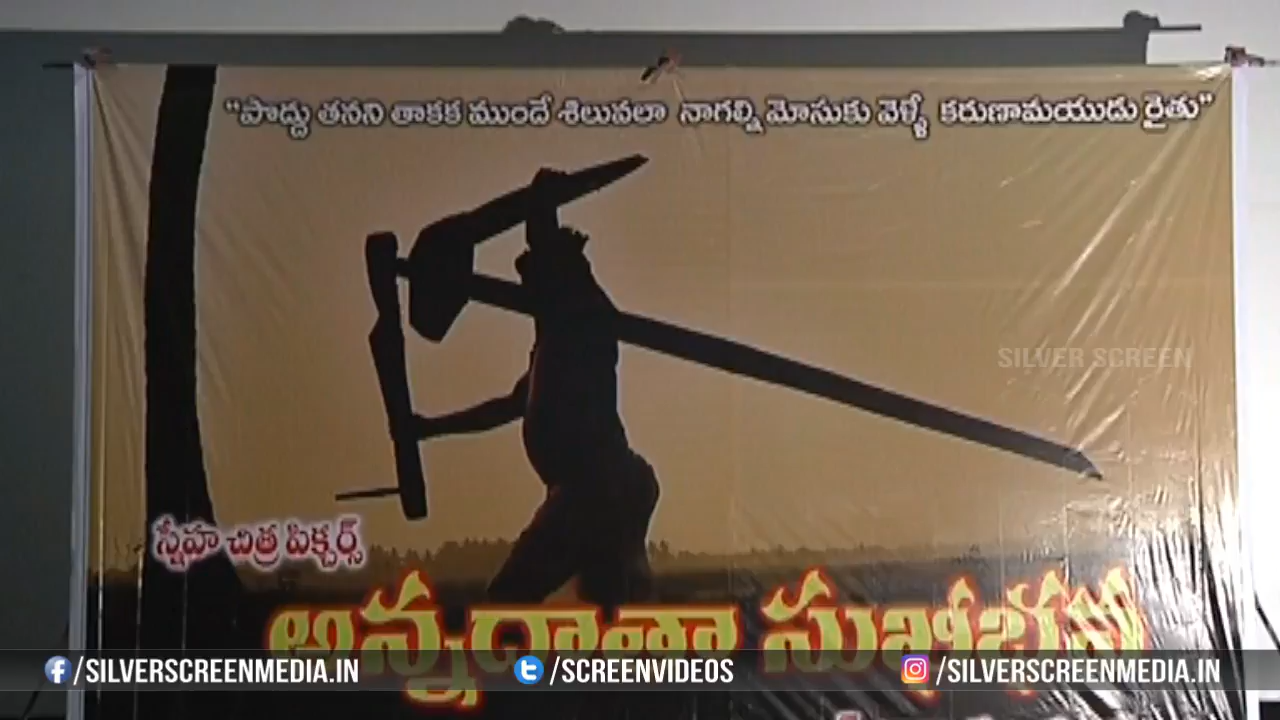 "పొద్దు తనని తాకక ముందే శిలువలా నాగల్ని మోసుకు వెళ్ళే కరుణామయుడు రైతు"
SILVER SCREEN
స్నేహ చిత్ర పిక్చర్స్
అన్నదాతా సుఖీభవ
/SILVERSCREENMEDIA.IN /SCREENVIDEOS /SILVERSCREENMEDIA.IN